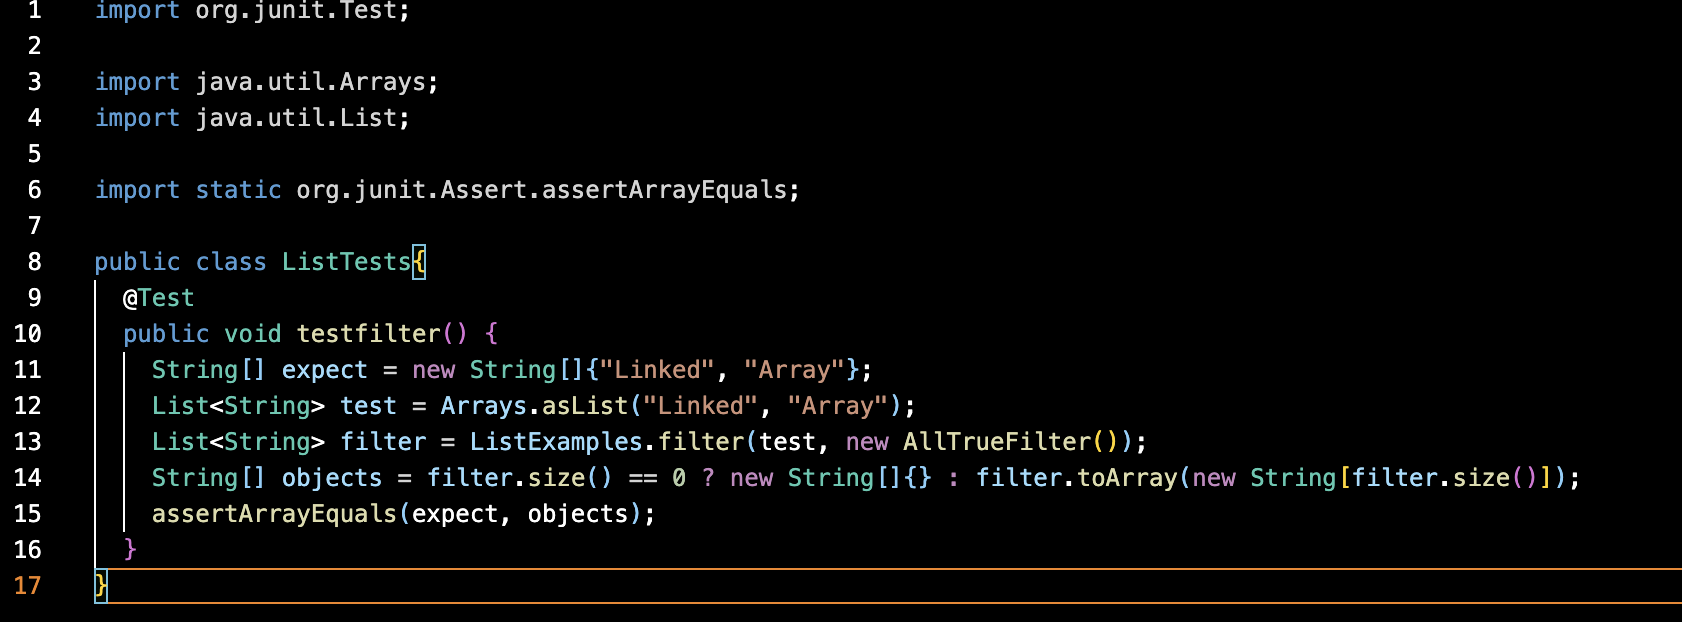 1 import org.junit.Test;
2
3 import java.util.Arrays;
4 import java.util.List;
5
6 import static org.junit.Assert.assertArrayEquals;
7
8 public class ListTests{
9 @Test
10 public void testfilter() {
11 String[] expect = new String[]{"Linked", "Array"};
12 List<String> test = Arrays.asList("Linked", "Array");
13 List<String> filter = ListExamples.filter(test, new AllTrueFilter());
14 String[] objects = filter.size() == 0 ? new String[]{} : filter.toArray(new String[filter.size()]);
15 assertArrayEquals(expect, objects);
16 }
17 }